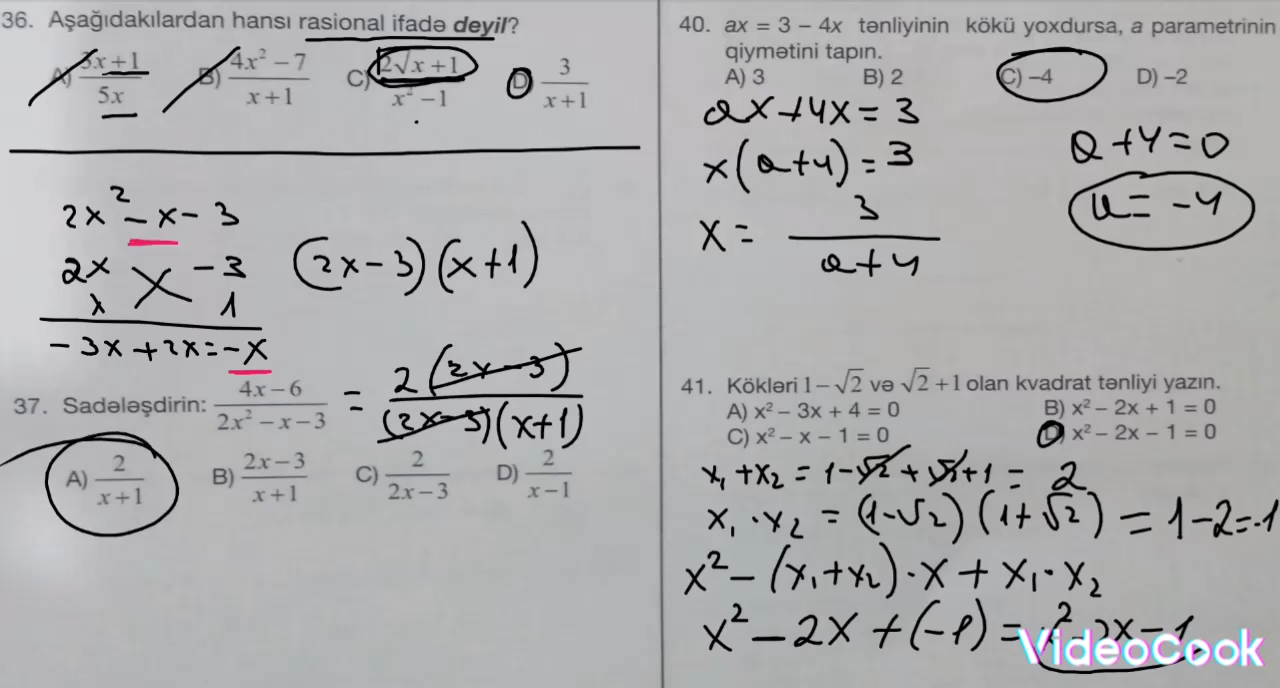 36. Aşağıdakılardan hansı rasional ifadə deyil?
A) 3x+1/5x B) 4x²−7/x+1 C) 2√x+1/x²−1 D) 3/x+1
2x²−x−3
2x −3
x 1
−3x+2x=−x
(2x−3)(x+1)
37. Sadələşdirin: 4x−6/2x²−x−3 = 2(2x−3)/(2x−3)(x+1)
A) 2/x+1 B) 2x−3/x+1 C) 2/2x−3 D) 2/x−1
40. ax = 3 – 4x tənliyinin kökü yoxdursa, a parametrinin
qiymətini tapın.
A) 3 B) 2 C) –4 D) –2
ax+4x=3
x(a+4)=3
x= 3/a+4
a+4=0
a=−4
41. Kökləri 1–√2 və √2+1 olan kvadrat tənliyi yazın.
A) x² – 3x + 4 = 0 B) x² – 2x + 1 = 0
C) x² – x – 1 = 0 D) x² – 2x – 1 = 0
x₁+x₂=1−√2+√2+1=2
x₁·x₂=(1−√2)(1+√2)=1−2=-1
x²−(x₁+x₂)·x+x₁·x₂
x²−2x+(−1)=x²-2x−1
VideoCook